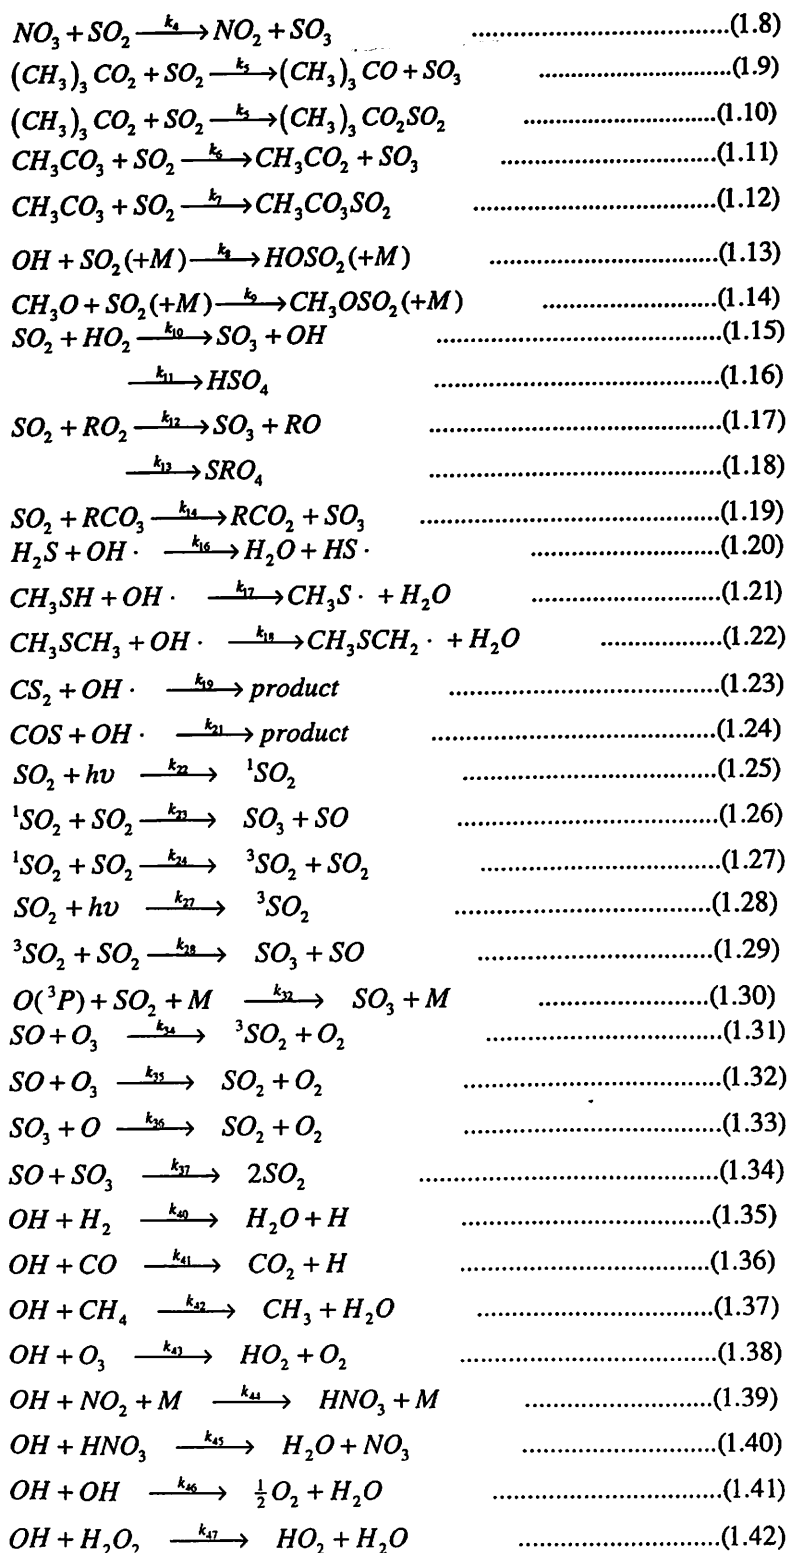 NO₃ + SO₂ —k₄→ NO₂ + SO₃ ...............................(1.8)
(CH₃)₃CO₂ + SO₂ —k₅→ (CH₃)₃CO + SO₃ ...............................(1.9)
(CH₃)₃CO₂ + SO₂ —k₅→ (CH₃)₃CO₂SO₂ ...............................(1.10)
CH₃CO₃ + SO₂ —k₆→ CH₃CO₂ + SO₃ ...............................(1.11)
CH₃CO₃ + SO₂ —k₇→ CH₃CO₃SO₂ ...............................(1.12)
OH + SO₂(+M) —k₈→ HOSO₂(+M) ...............................(1.13)
CH₃O + SO₂(+M) —k₉→ CH₃OSO₂(+M) ...............................(1.14)
SO₂ + HO₂ —k₁₀→ SO₃ + OH ...............................(1.15)
—k₁₁→ HSO₄ ...............................(1.16)
SO₂ + RO₂ —k₁₂→ SO₃ + RO ...............................(1.17)
—k₁₃→ SRO₄ ...............................(1.18)
SO₂ + RCO₃ —k₁₄→ RCO₂ + SO₃ ...............................(1.19)
H₂S + OH· —k₁₆→ H₂O + HS· ...............................(1.20)
CH₃SH + OH· —k₁₇→ CH₃S· + H₂O ...............................(1.21)
CH₃SCH₃ + OH· —k₁₈→ CH₃SCH₂· + H₂O ...............................(1.22)
CS₂ + OH· —k₁₉→ product ...............................(1.23)
COS + OH· —k₂₁→ product ...............................(1.24)
SO₂ + hυ —k₂₂→ ¹SO₂ ...............................(1.25)
¹SO₂ + SO₂ —k₂₃→ SO₃ + SO ...............................(1.26)
¹SO₂ + SO₂ —k₂₄→ ³SO₂ + SO₂ ...............................(1.27)
SO₂ + hυ —k₂₇→ ³SO₂ ...............................(1.28)
³SO₂ + SO₂ —k₂₈→ SO₃ + SO ...............................(1.29)
O(³P) + SO₂ + M —k₃₂→ SO₃ + M ...............................(1.30)
SO + O₃ —k₃₄→ ³SO₂ + O₂ ...............................(1.31)
SO + O₃ —k₃₅→ SO₂ + O₂ ...............................(1.32)
SO₃ + O —k₃₆→ SO₂ + O₂ ...............................(1.33)
SO + SO₃ —k₃₇→ 2SO₂ ...............................(1.34)
OH + H₂ —k₄₀→ H₂O + H ...............................(1.35)
OH + CO —k₄₁→ CO₂ + H ...............................(1.36)
OH + CH₄ —k₄₂→ CH₃ + H₂O ...............................(1.37)
OH + O₃ —k₄₃→ HO₂ + O₂ ...............................(1.38)
OH + NO₂ + M —k₄₄→ HNO₃ + M ...............................(1.39)
OH + HNO₃ —k₄₅→ H₂O + NO₃ ...............................(1.40)
OH + OH —k₄₆→ ½O₂ + H₂O ...............................(1.41)
OH + H₂O₂ —k₄₇→ HO₂ + H₂O ...............................(1.42)